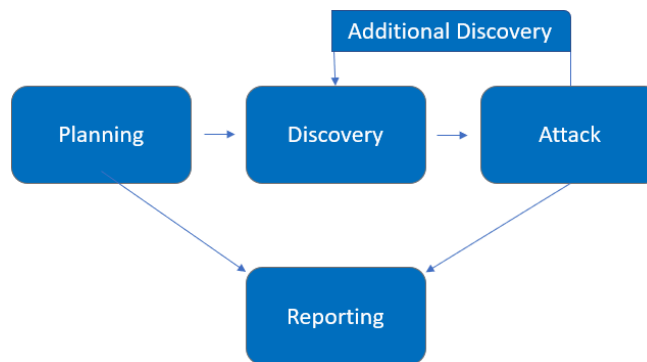 Additional Discovery
Planning
Discovery
Attack
Reporting